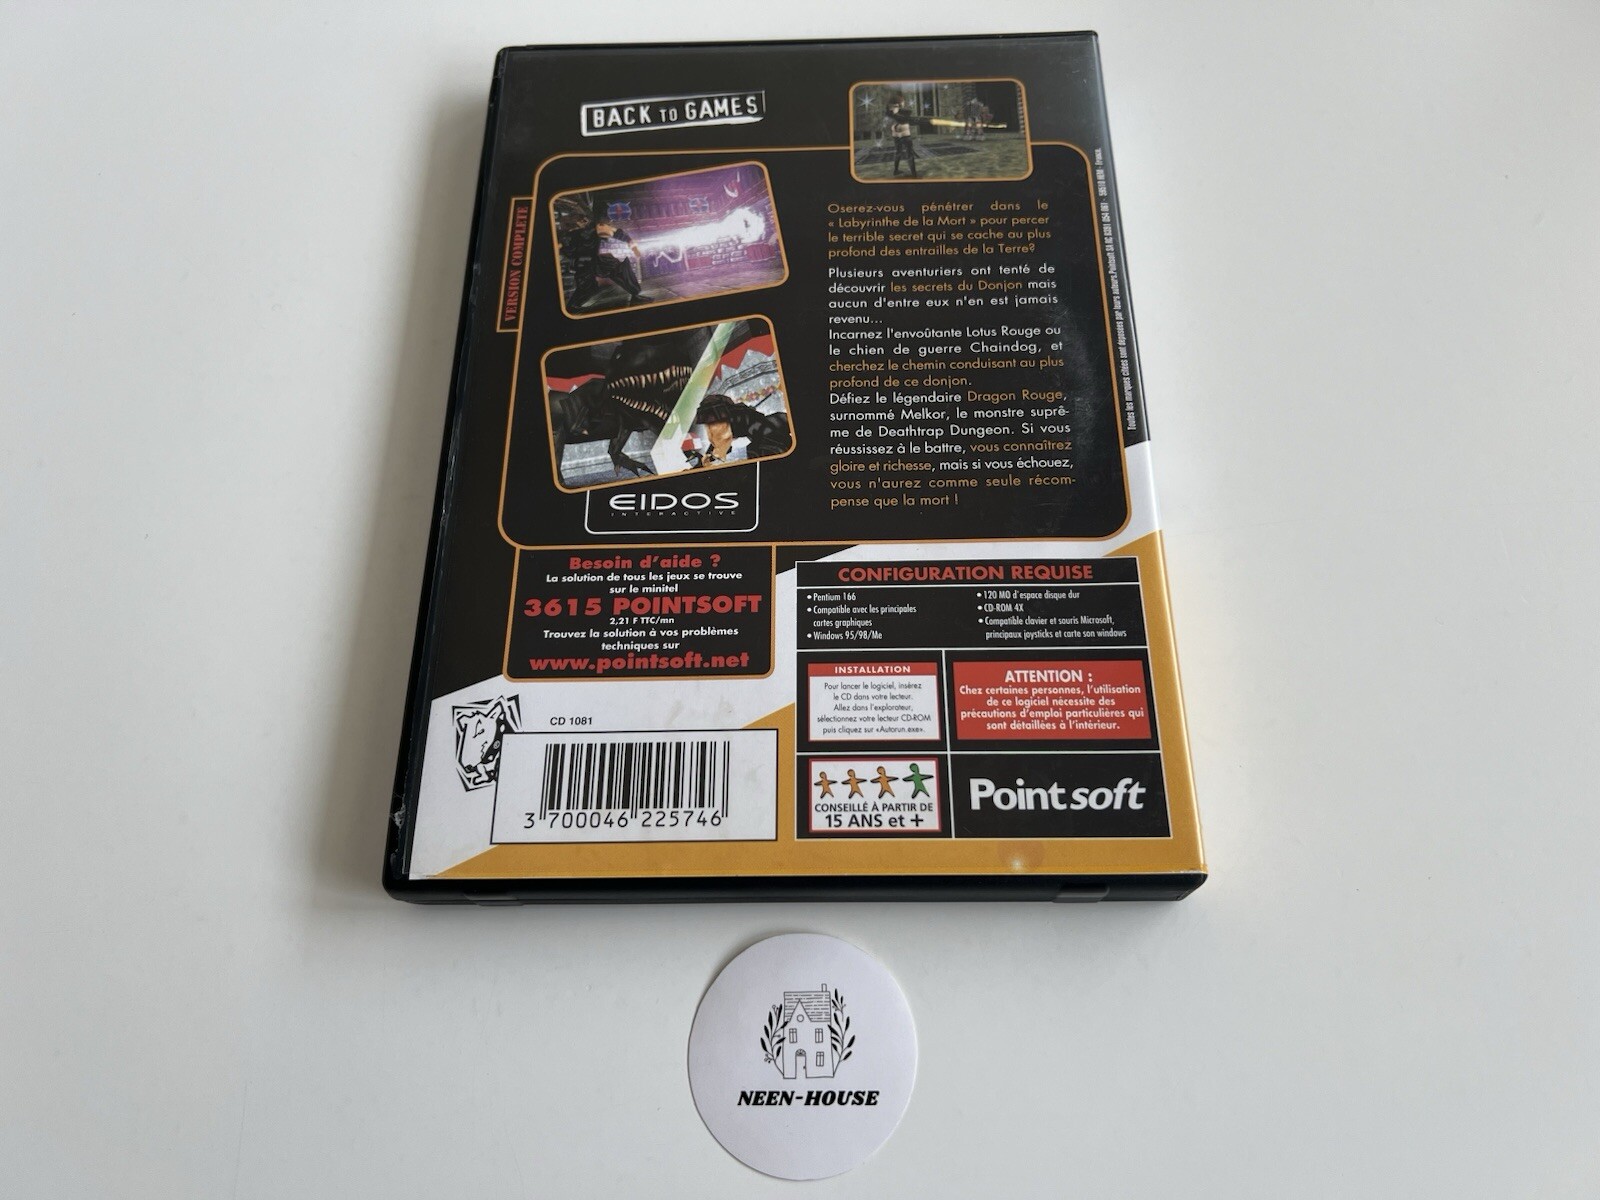 BACK TO GAMES
VERSION COMPLETE
Oserez-vous pénétrer dans le
« Labyrinthe de la Mort » pour percer
le terrible secret qui se cache au plus
profond des entrailles de la Terre?
Plusieurs aventuriers ont tenté de
découvrir les secrets du Donjon mais
aucun d'entre eux n'en est jamais
revenu...
Incarnez l'envoûtante Lotus Rouge ou
le chien de guerre Chaindog, et
cherchez le chemin conduisant au plus
profond de ce donjon.
Défiez le légendaire Dragon Rouge,
surnommé Melkor, le monstre suprê-
me de Deathtrap Dungeon. Si vous
réussissez à le battre, vous connaîtrez
gloire et richesse, mais si vous échouez,
vous n'aurez comme seule récom-
pense que la mort !
EIDOS
INTERACTIVE
Toutes les marques citées sont déposées par leurs auteurs.Pointsoft
Besoin d'aide ?
La solution de tous les jeux se trouve
sur le minitel
3615 POINTSOFT
2,21 F TTC/mn
Trouvez la solution à vos problèmes
techniques sur
www.pointsoft.net
CONFIGURATION REQUISE
• Pentium 166
• Compatible avec les principales
cartes graphiques
• Windows 95/98/Me
• 120 MO d'espace disque dur
• CD-ROM 4X
• Compatible clavier et souris Microsoft,
principaux joysticks et carte son windows
INSTALLATION
Pour lancer le logiciel, insérez
le CD dans votre lecteur.
Allez dans l'explorateur,
sélectionnez votre lecteur CD-ROM
puis cliquez sur «Autorun.exe».
ATTENTION :
Chez certaines personnes, l'utilisation
de ce logiciel nécessite des
précautions d'emploi particulières qui
sont détaillées à l'intérieur.
CD 1081
3 700046 225746
CONSEILLÉ À PARTIR DE
15 ANS et +
Pointsoft
NEEN-HOUSE